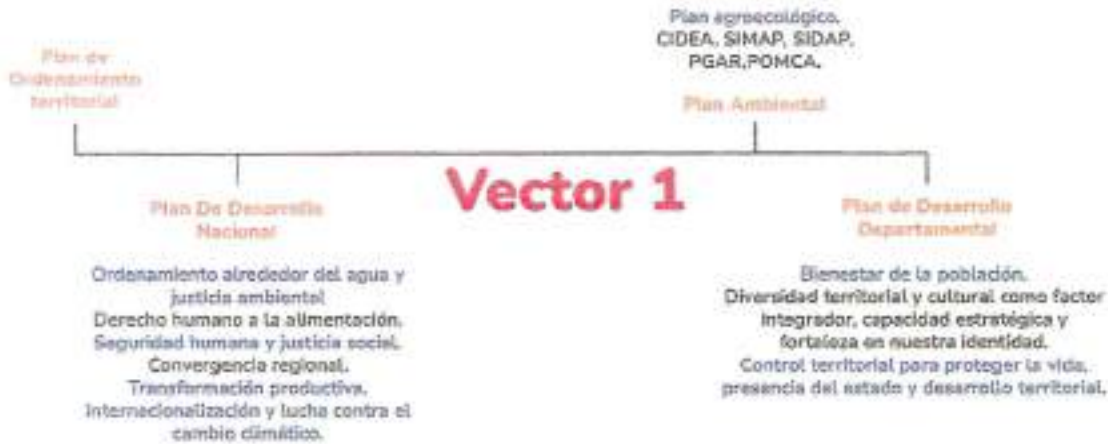 Plan agroecológico.
CIDEA, SIMAP, SIDAP,
PGAR,POMCA.
Plan de
Ordenamiento
territorial
Plan Ambiental
Vector 1
Plan De Desarrollo
Nacional
Ordenamiento alrededor del agua y
justicia ambiental
Derecho humano a la alimentación.
Seguridad humana y justicia social.
Convergencia regional.
Transformación productiva.
Internacionalización y lucha contra el
cambio climático.
Plan de Desarrollo
Departamental
Bienestar de la población.
Diversidad territorial y cultural como factor
integrador, capacidad estratégica y
fortaleza en nuestra identidad.
Control territorial para proteger la vida,
presencia del estado y desarrollo territorial.